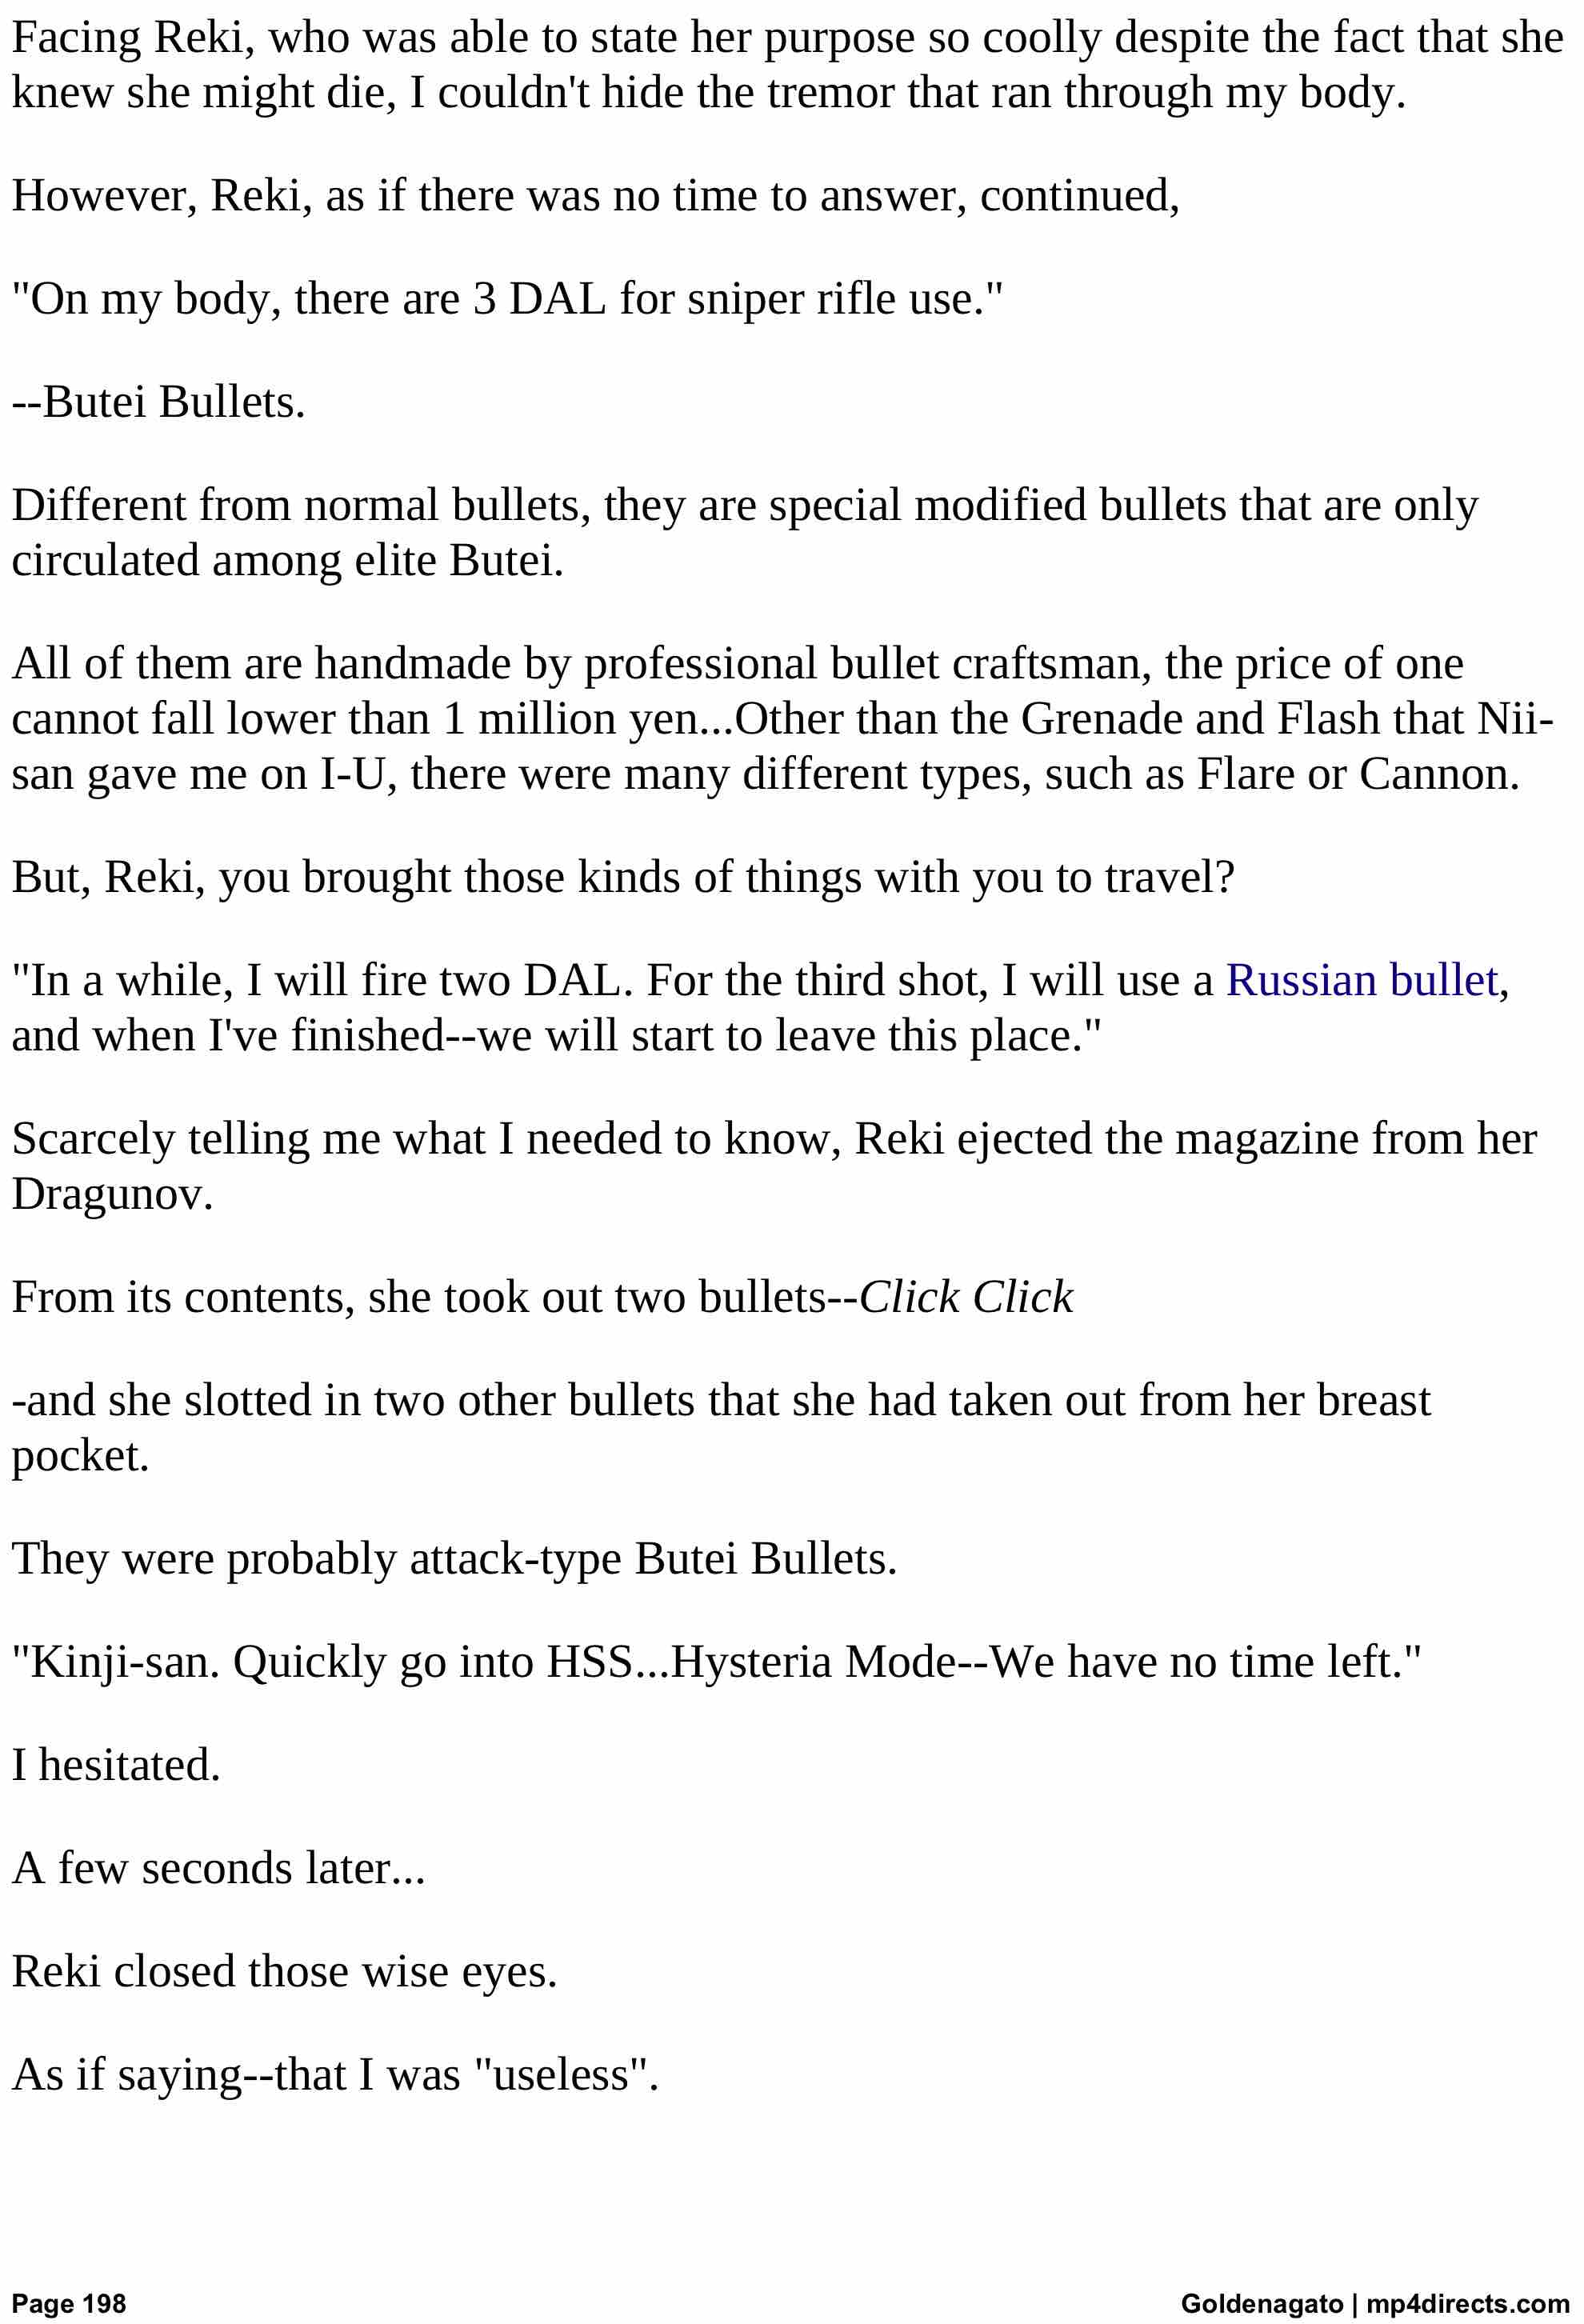 Facing Reki, who was able to state her purpose so coolly despite the fact that she
knew she might die, I couldn't hide the tremor that ran through my body.
However, Reki, as if there was no time to answer, continued,
"On my body, there are 3 DAL for sniper rifle use."
--Butei Bullets.
Different from normal bullets, they are special modified bullets that are only
circulated among elite Butei.
All of them are handmade by professional bullet craftsman, the price of one
cannot fall lower than 1 million yen...Other than the Grenade and Flash that Nii-
san gave me on I-U, there were many different types, such as Flare or Cannon.
But, Reki, you brought those kinds of things with you to travel?
"In a while, I will fire two DAL. For the third shot, I will use a Russian bullet,
and when I've finished--we will start to leave this place."
Scarcely telling me what I needed to know, Reki ejected the magazine from her
Dragunov.
From its contents, she took out two bullets--Click Click
-and she slotted in two other bullets that she had taken out from her breast
pocket.
They were probably attack-type Butei Bullets.
"Kinji-san. Quickly go into HSS...Hysteria Mode--We have no time left."
I hesitated.
A few seconds later...
Reki closed those wise eyes.
As if saying--that I was "useless".
Page 198
Goldenagato | mp4directs.com